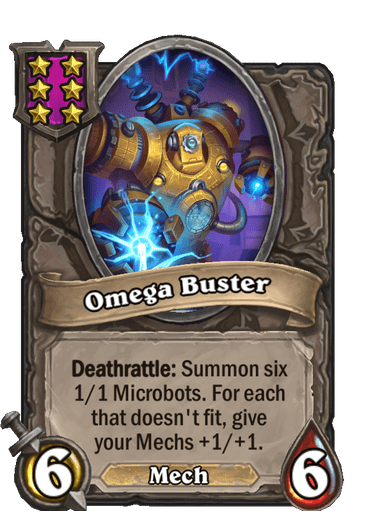 Omega Buster
Deathrattle: Summon six
1/1 Microbots. For each
that doesn't fit, give
your Mechs +1/+1.
6
Mech
6